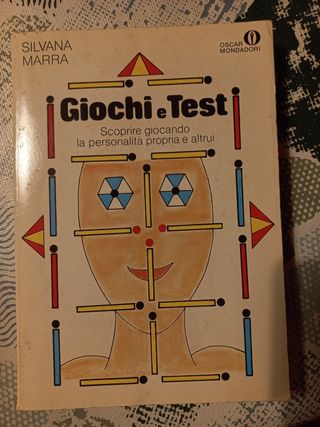 SILVANA
MARRA
OSCAR
MONDADORI
Giochi e Test
Scoprire giocando
la personalità propria e altrui